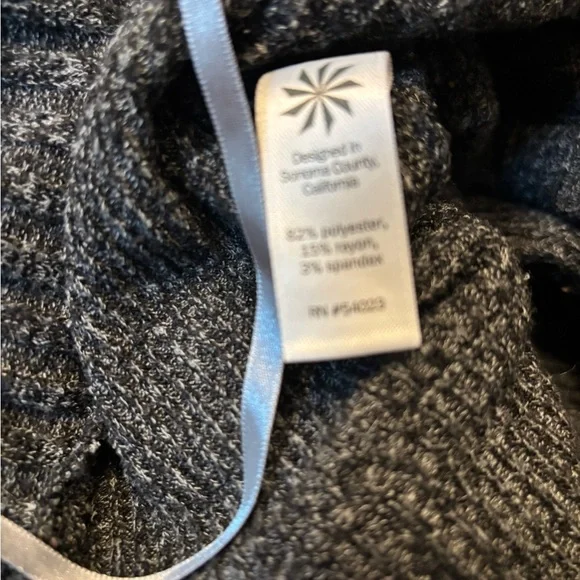 Designed in
Sonoma County,
California
82% polyester,
15% rayon,
3% spandex
RN #54023